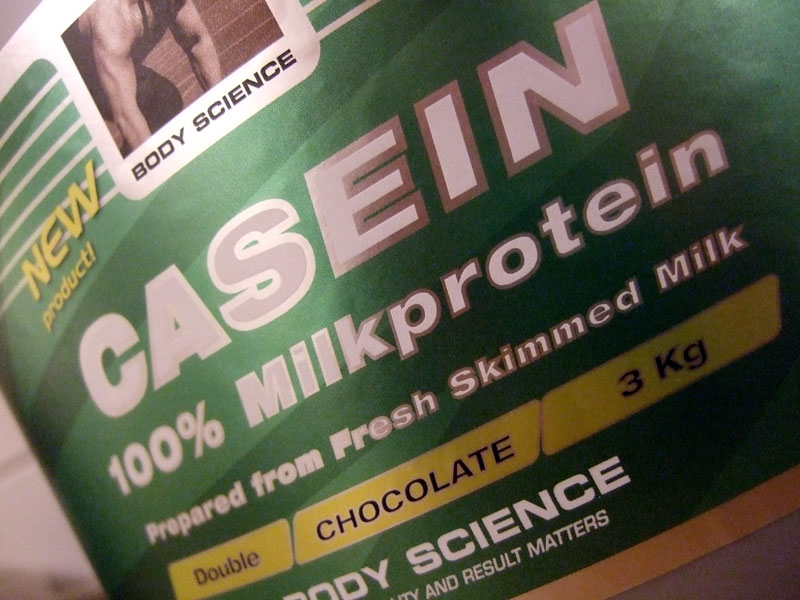 BODY SCIENCE
NEW
product!
CASEIN
100% Milkprotein
Prepared from Fresh Skimmed Milk
Double CHOCOLATE 3 Kg
BODY SCIENCE
AND RESULT MATTERS